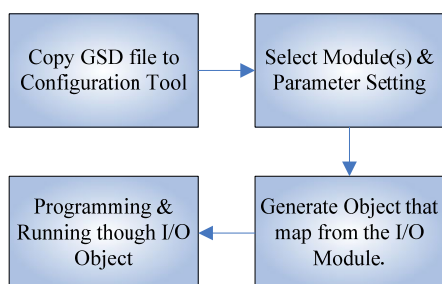 Copy GSD file to
Configuration Tool
Select Module(s) &
Parameter Setting
Generate Object that
map from the I/O
Module.
Programming &
Running though I/O
Object